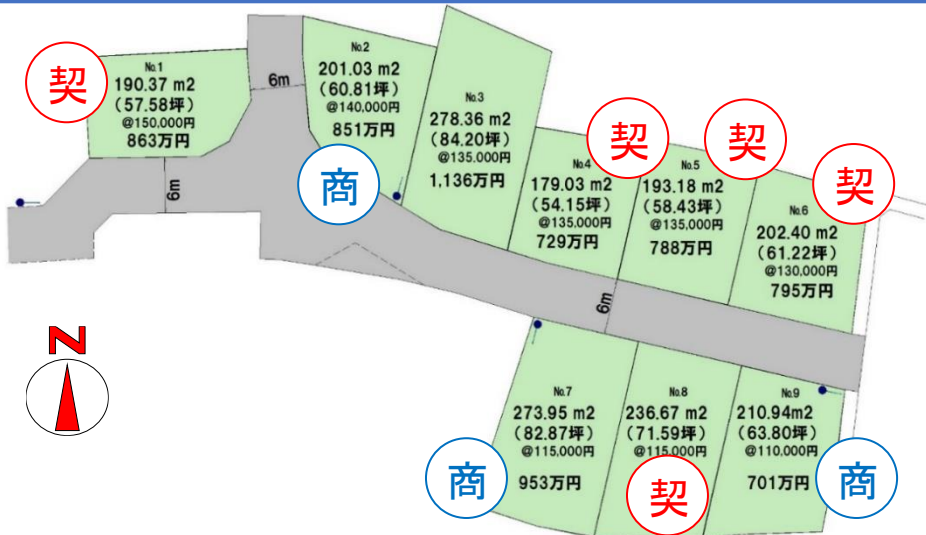 契
No.1
190.37 m2
(57.58坪)
@150,000円
863万円
6m
6m
No.2
201.03 m2
(60.81坪)
@140,000円
851万円
商
No.3
278.36 m2
(84.20坪)
@135,000円
1,136万円
契
No.4
179.03 m2
(54.15坪)
@135,000円
729万円
契
No.5
193.18 m2
(58.43坪)
@135,000円
788万円
契
No.6
202.40 m2
(61.22坪)
@130,000円
795万円
6m
N
No.7
273.95 m2
(82.87坪)
@115,000円
953万円
商
No.8
236.67 m2
(71.59坪)
@115,000円
契
No.9
210.94m2
(63.80坪)
@110,000円
701万円
商